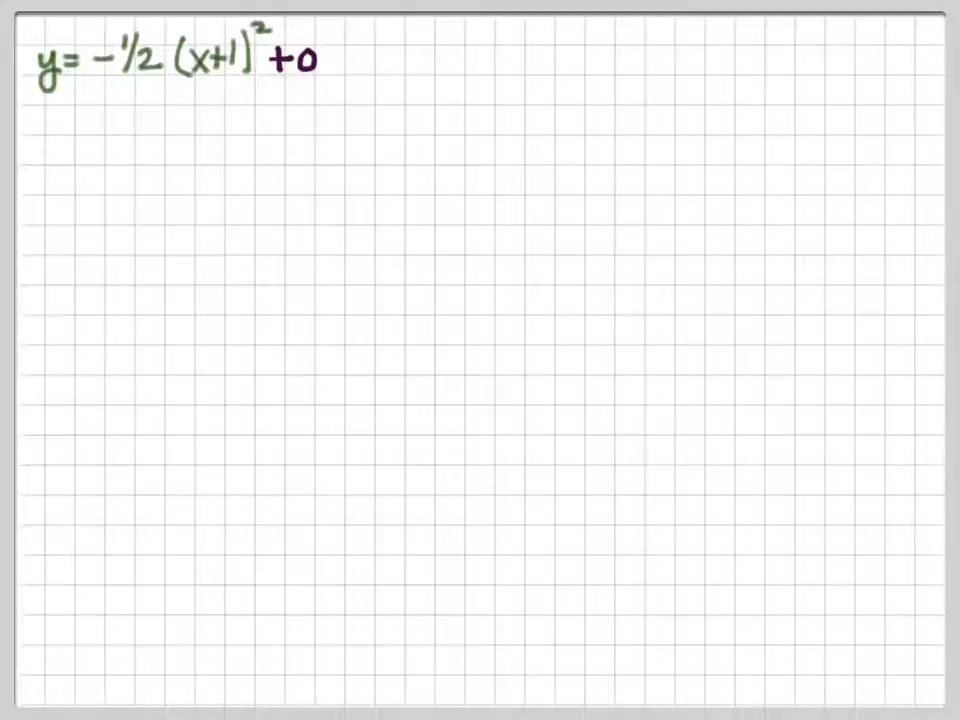 y = -1/2 (x+1)² +0